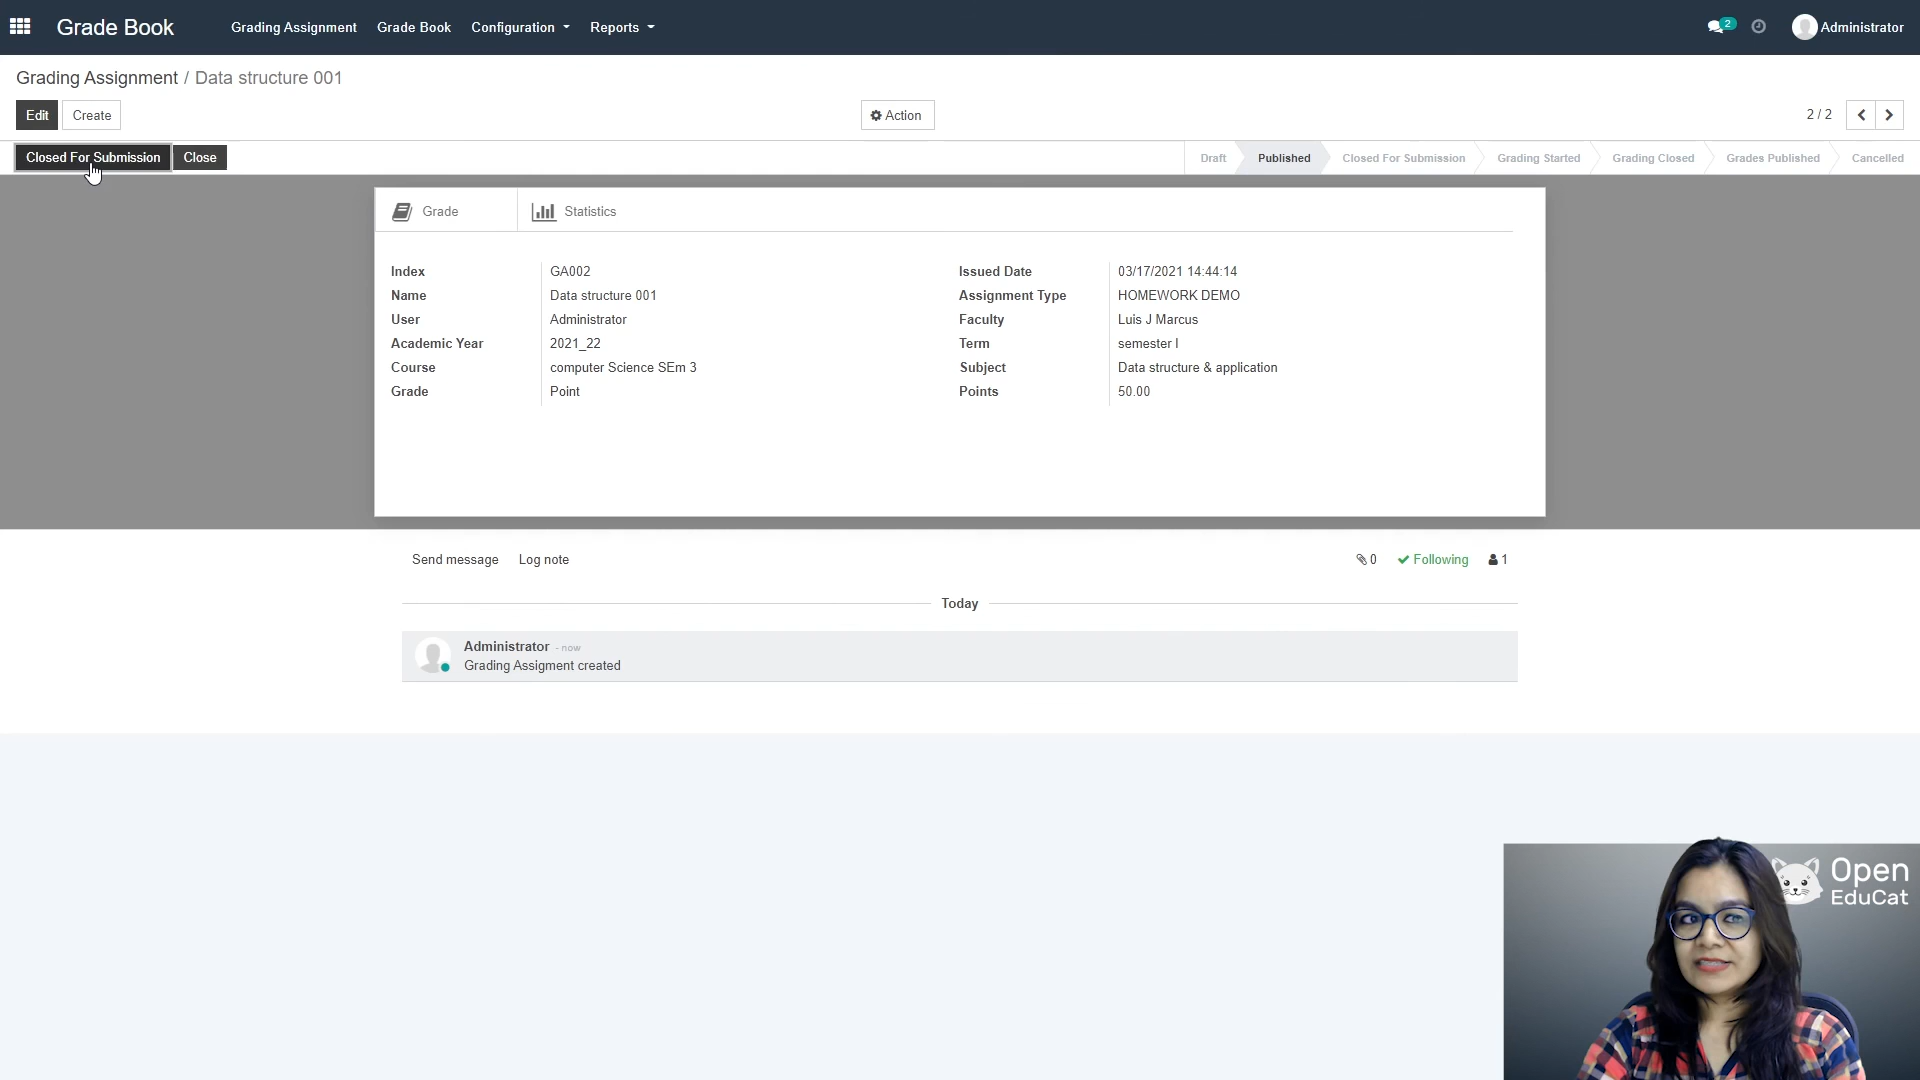 Grade Book Grading Assignment Grade Book Configuration Reports 2 Administrator
Grading Assignment / Data structure 001
Edit Create Action 2 / 2
Closed For Submission Close Draft Published Closed For Submission Grading Started Grading Closed Grades Published Cancelled
Grade Statistics
Index GA002 Issued Date 03/17/2021 14:44:14
Name Data structure 001 Assignment Type HOMEWORK DEMO
User Administrator Faculty Luis J Marcus
Academic Year 2021_22 Term semester I
Course computer Science SEm 3 Subject Data structure & application
Grade Point Points 50.00
Send message Log note 0 Following 1
Today
Administrator - now
Grading Assigment created
Open
EduCat